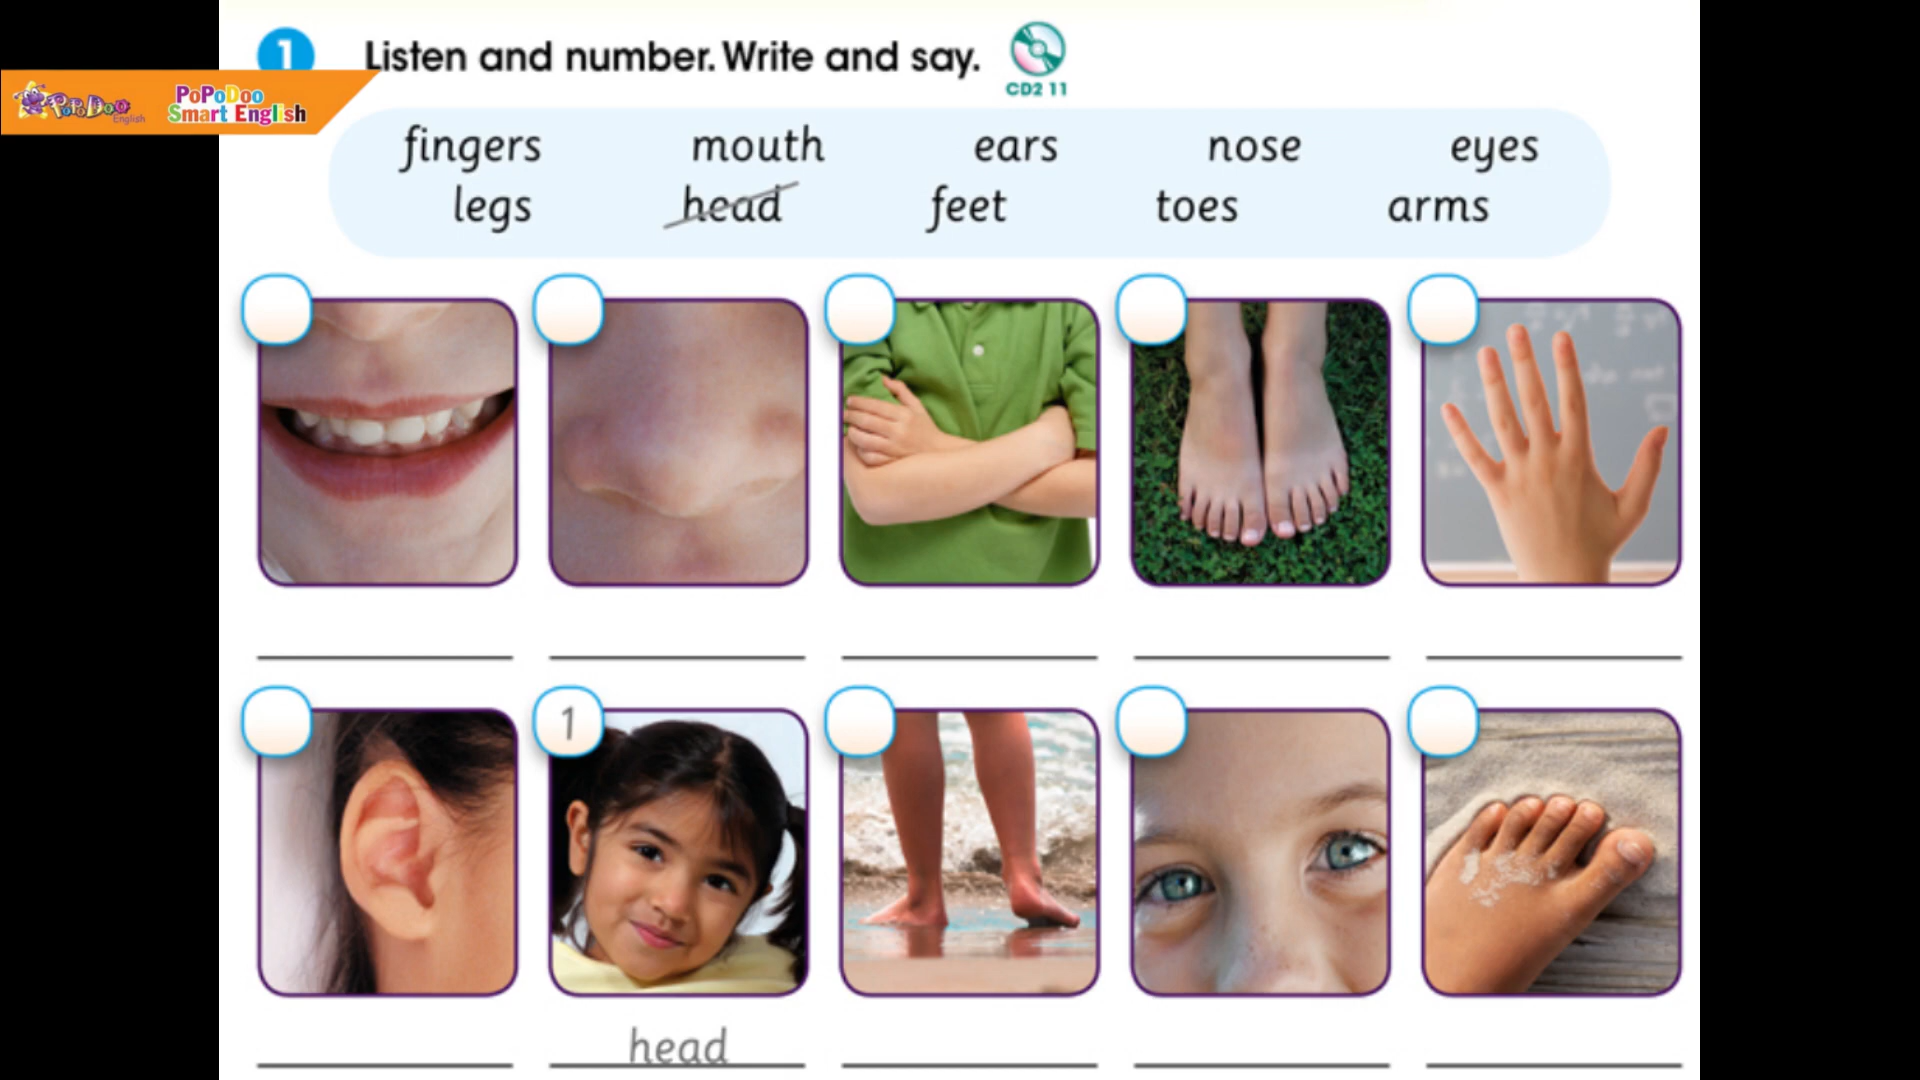 1 Listen and number. Write and say.
CD2 11
PoPoDoo English
PoPoDoo
Smart English
fingers mouth ears nose eyes
legs head feet toes arms
1
head